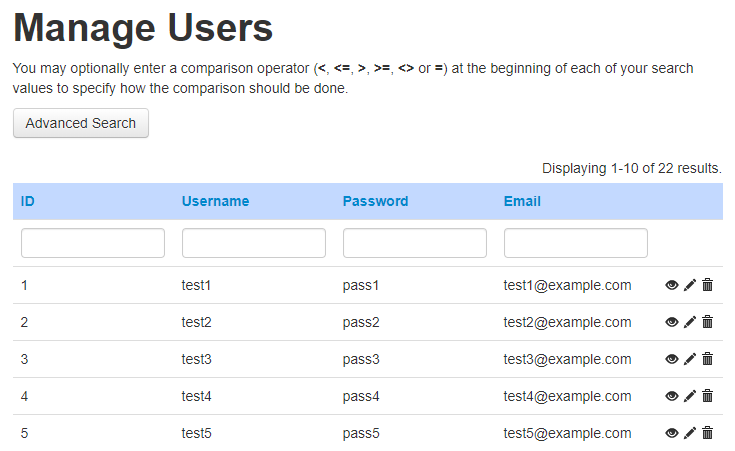 Manage Users
You may optionally enter a comparison operator (<, <=, >, >=, <> or =) at the beginning of each of your search
values to specify how the comparison should be done.
Advanced Search
Displaying 1-10 of 22 results.
ID Username Password Email
1 test1 pass1 test1@example.com
2 test2 pass2 test2@example.com
3 test3 pass3 test3@example.com
4 test4 pass4 test4@example.com
5 test5 pass5 test5@example.com